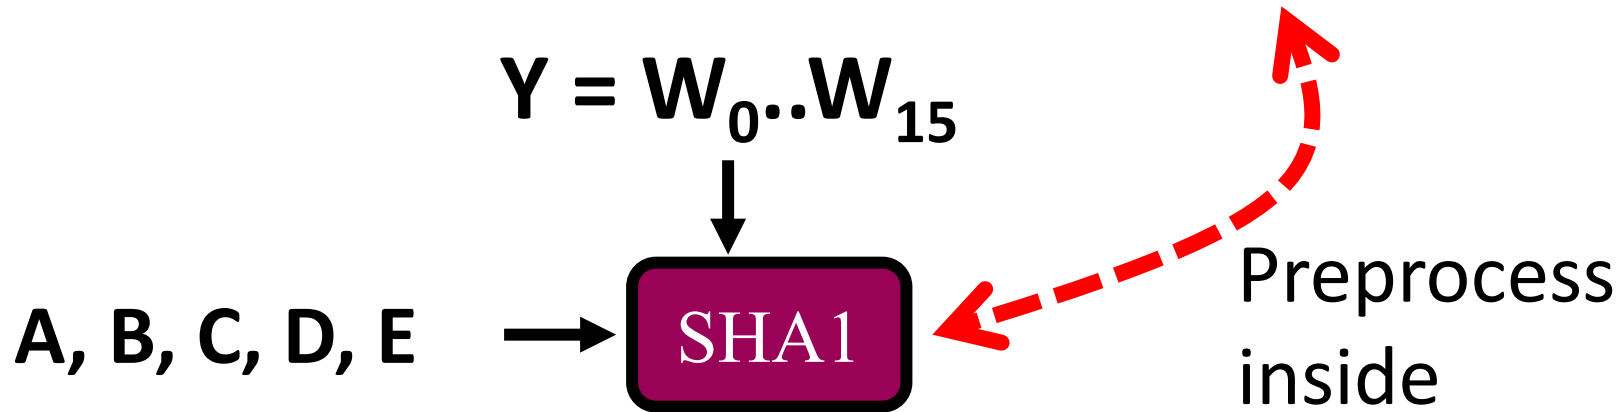 Y = W₀..W₁₅
A, B, C, D, E
SHA1
Preprocess
inside